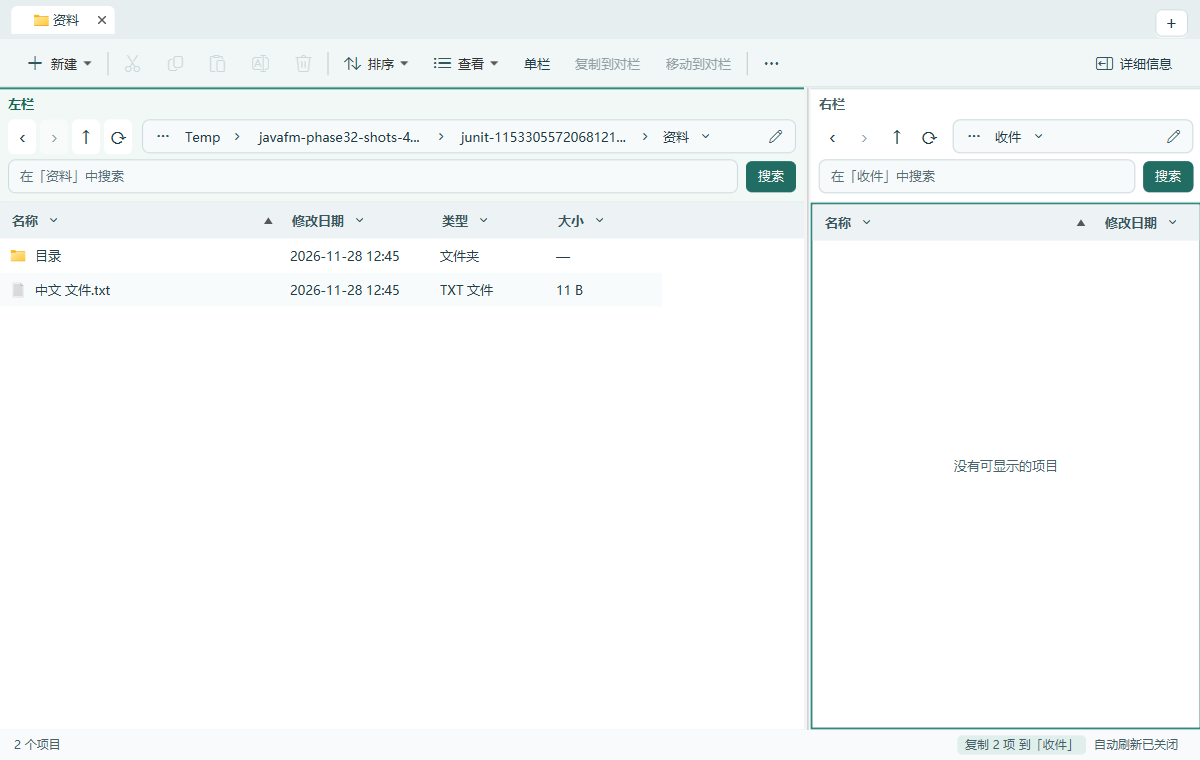 资料
+
新建 排序 查看 单栏 复制到对栏 移动到对栏 ··· 详细信息
左栏
··· Temp › javafm-phase32-shots-4... › junit-1153305572068121... › 资料
在「资料」中搜索 搜索
名称 修改日期 类型 大小
目录 2026-11-28 12:45 文件夹 —
中文 文件.txt 2026-11-28 12:45 TXT 文件 11 B
右栏
··· 收件
在「收件」中搜索 搜索
名称 修改日期
没有可显示的项目
2 个项目
复制 2 项 到「收件」 自动刷新已关闭